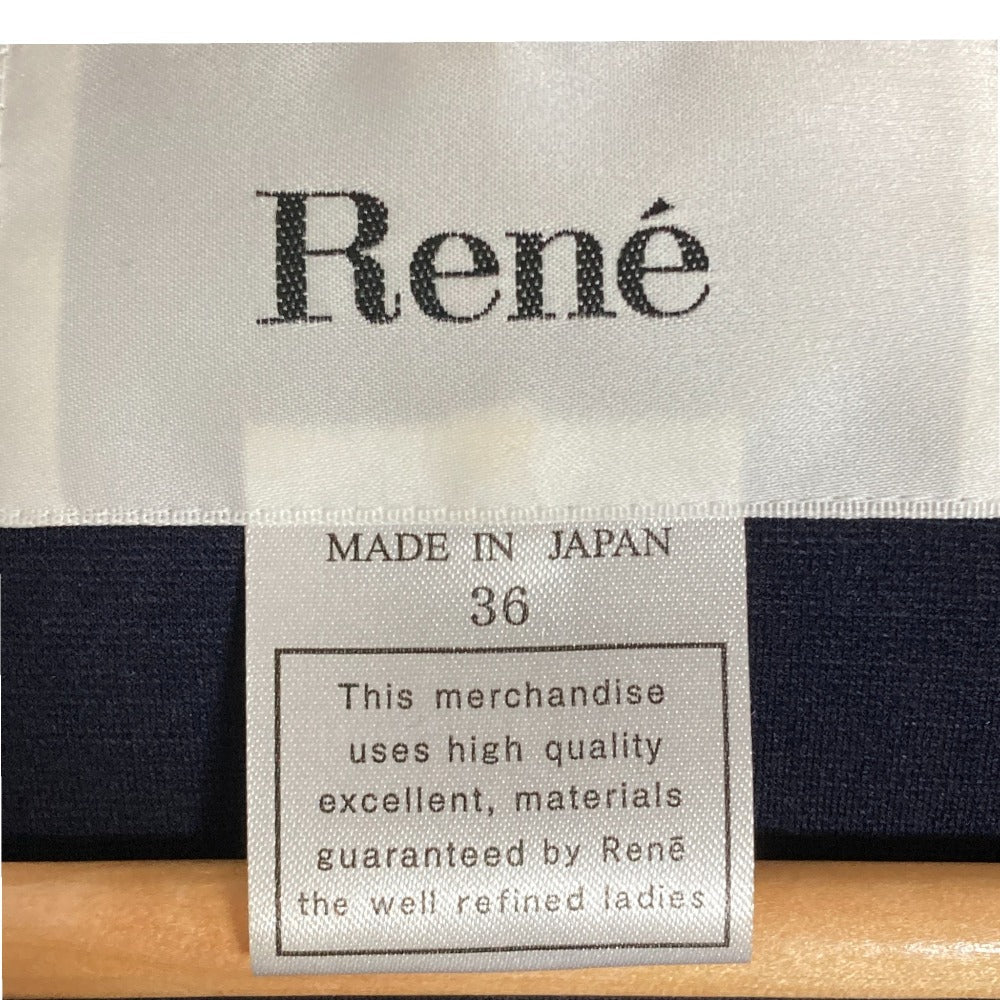 René
MADE IN JAPAN
36
This merchandise
uses high quality
excellent, materials
guaranteed by Renē
the well refined ladies